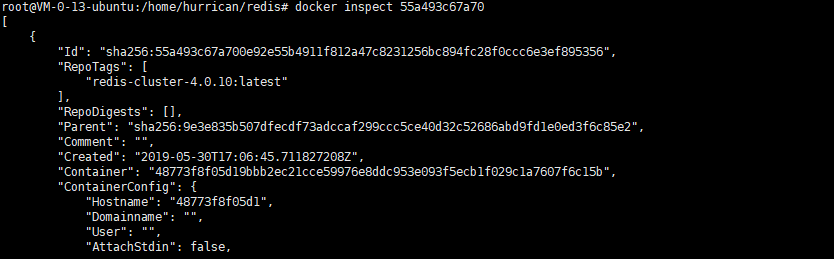 root@VM-0-13-ubuntu:/home/hurrican/redis# docker inspect 55a493c67a70
[
    {
        "Id": "sha256:55a493c67a700e92e55b4911f812a47c8231256bc894fc28f0ccc6e3ef895356",
        "RepoTags": [
            "redis-cluster-4.0.10:latest"
        ],
        "RepoDigests": [],
        "Parent": "sha256:9e3e835b507dfecdf73adccaf299ccc5ce40d32c52686abd9fd1e0ed3f6c85e2",
        "Comment": "",
        "Created": "2019-05-30T17:06:45.711827208Z",
        "Container": "48773f8f05d19bbb2ec21cce59976e8ddc953e093f5ecb1f029c1a7607f6c15b",
        "ContainerConfig": {
            "Hostname": "48773f8f05d1",
            "Domainname": "",
            "User": "",
            "AttachStdin": false,